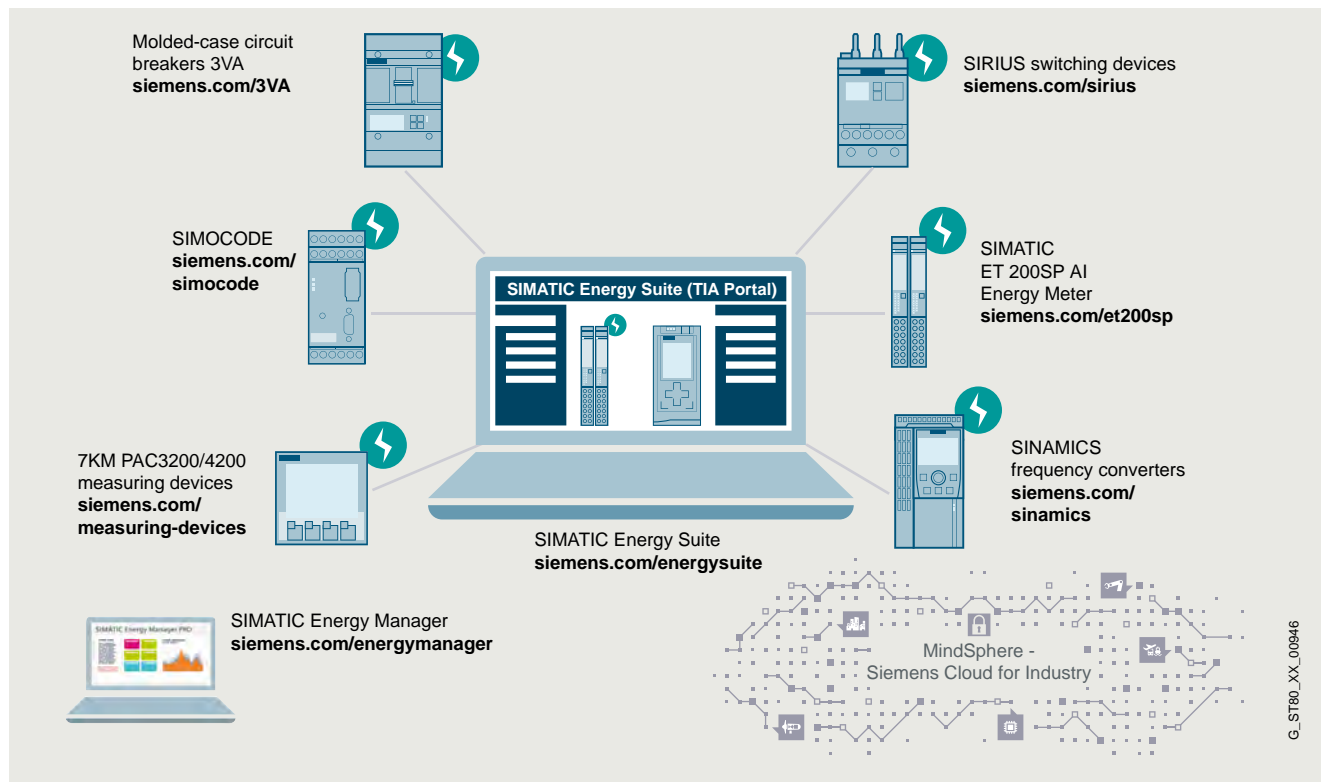 Molded-case circuit
breakers 3VA
siemens.com/3VA
SIRIUS switching devices
siemens.com/sirius
SIMOCODE
siemens.com/
simocode
SIMATIC
ET 200SP AI
Energy Meter
siemens.com/et200sp
SIMATIC Energy Suite (TIA Portal)
7KM PAC3200/4200
measuring devices
siemens.com/
measuring-devices
SINAMICS
frequency converters
siemens.com/
sinamics
SIMATIC Energy Suite
siemens.com/energysuite
SIMATIC Energy Manager PRO
SIMATIC Energy Manager
siemens.com/energymanager
MindSphere -
Siemens Cloud for Industry
G_ST80_XX_00946